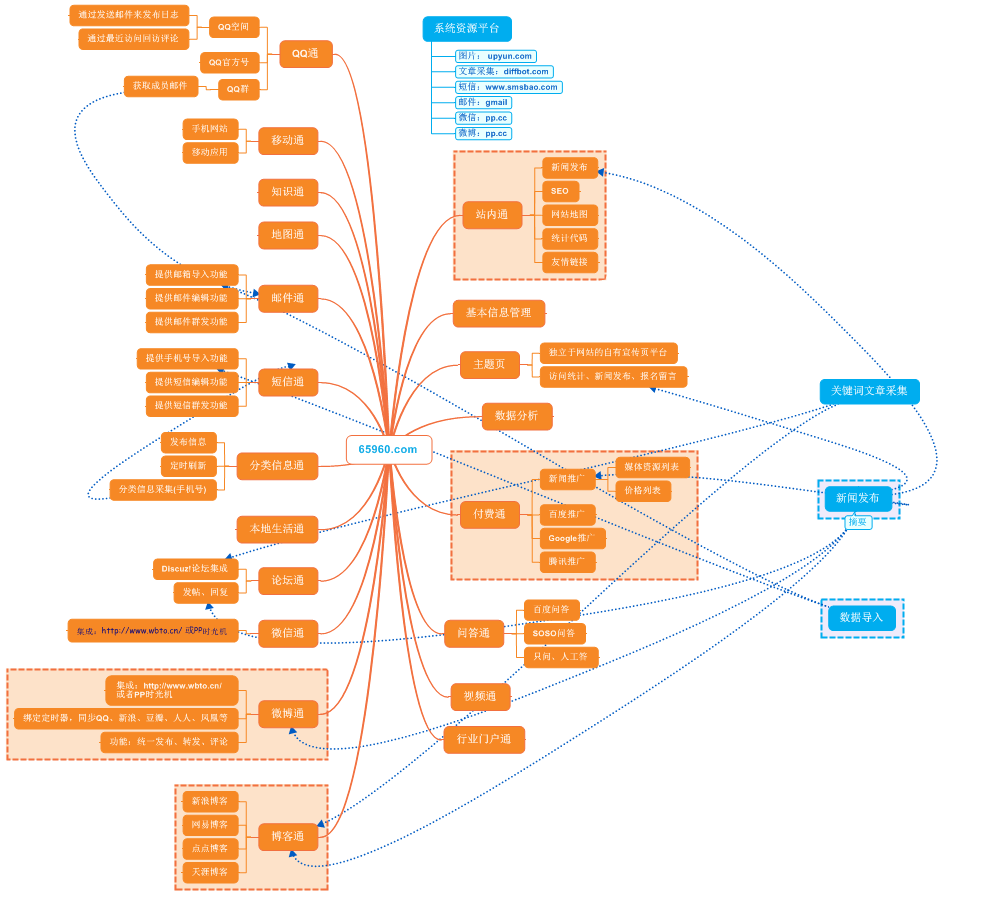 系统资源平台
图片： upyun.com
文章采集：diffbot.com
短信：www.smsbao.com
邮件：gmail
微信：pp.cc
微博：pp.cc
65960.com
QQ通
QQ空间
通过发送邮件来发布日志
通过最近访问回访评论
QQ官方号
QQ群
获取成员邮件
移动通
手机网站
移动应用
知识通
地图通
邮件通
提供邮箱导入功能
提供邮件编辑功能
提供邮件群发功能
短信通
提供手机号导入功能
提供短信编辑功能
提供短信群发功能
分类信息通
发布信息
定时刷新
分类信息采集(手机号)
本地生活通
论坛通
Discuz!论坛集成
发帖、回复
微信通
集成：http://www.wbto.cn/ 或PP时光机
微博通
集成：http://www.wbto.cn/
或者PP时光机
绑定定时器，同步QQ、新浪、豆瓣、人人、凤凰等
功能：统一发布、转发、评论
博客通
新浪博客
网易博客
点点博客
天涯博客
站内通
新闻发布
SEO
网站地图
统计代码
友情链接
基本信息管理
主题页
独立于网站的自有宣传页平台
访问统计、新闻发布、报名留言
数据分析
付费通
新闻推广
媒体资源列表
价格列表
百度推广
Google推广
腾讯推广
问答通
百度问答
SOSO问答
只问、人工答
视频通
行业门户通
关键词文章采集
新闻发布
摘要
数据导入